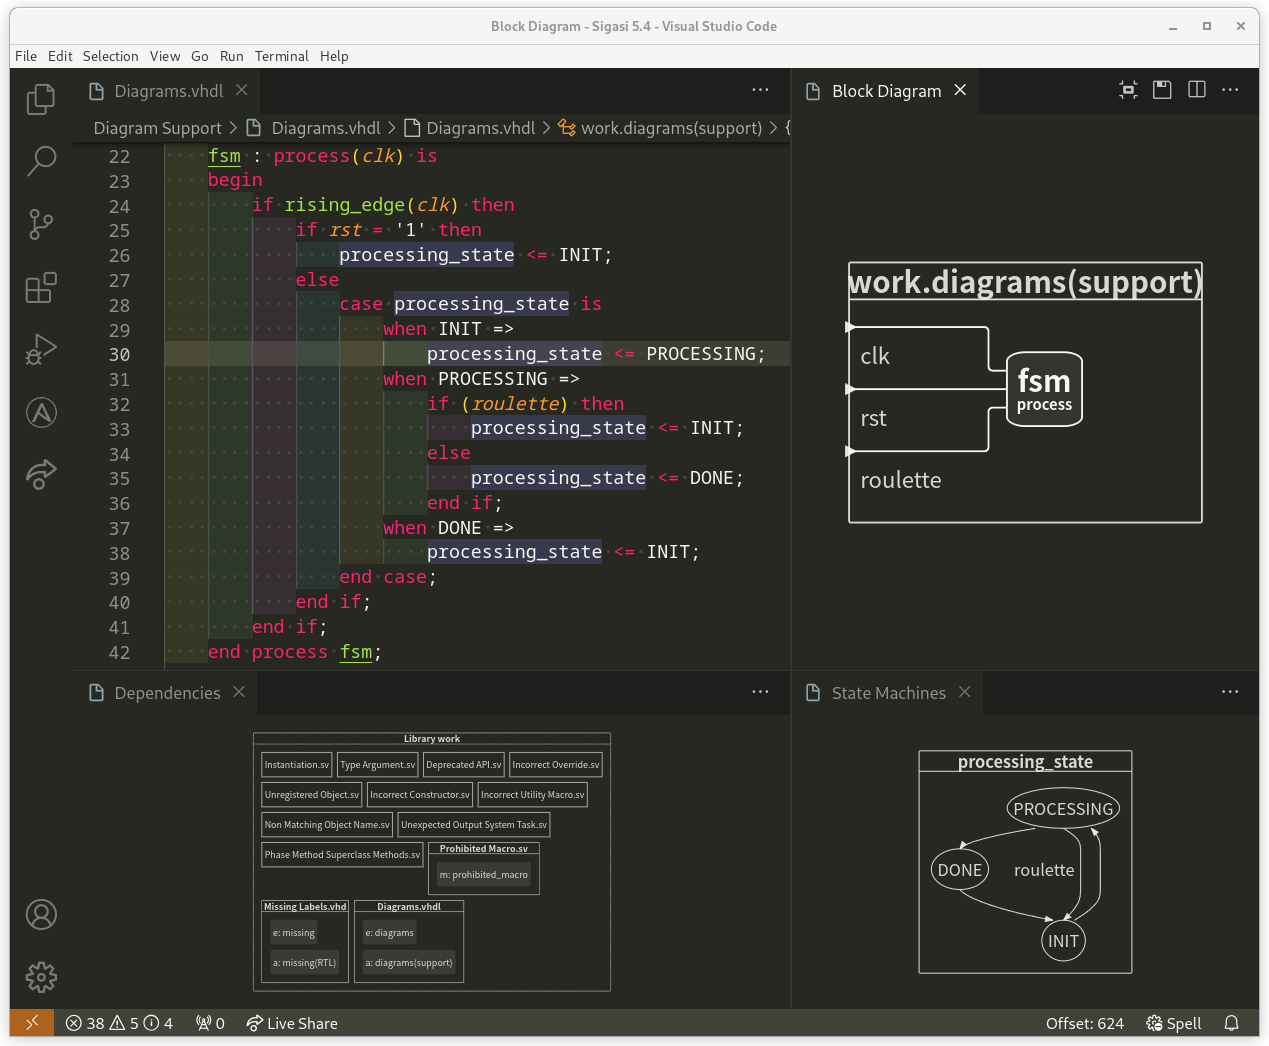 Block Diagram - Sigasi 5.4 - Visual Studio Code
File Edit Selection View Go Run Terminal Help
Diagrams.vhdl
Diagram Support > Diagrams.vhdl > Diagrams.vhdl > work.diagrams(support) > {
22 fsm : process(clk) is
23 begin
24 if rising_edge(clk) then
25 if rst = '1' then
26 processing_state <= INIT;
27 else
28 case processing_state is
29 when INIT =>
30 processing_state <= PROCESSING;
31 when PROCESSING =>
32 if (roulette) then
33 processing_state <= INIT;
34 else
35 processing_state <= DONE;
36 end if;
37 when DONE =>
38 processing_state <= INIT;
39 end case;
40 end if;
41 end if;
42 end process fsm;
Block Diagram
work.diagrams(support)
clk
rst
roulette
fsm
process
Dependencies
Library work
Instantiation.sv Type Argument.sv Deprecated API.sv Incorrect Override.sv
Unregistered Object.sv Incorrect Constructor.sv Incorrect Utility Macro.sv
Non Matching Object Name.sv Unexpected Output System Task.sv
Phase Method Superclass Methods.sv Prohibited Macro.sv
m: prohibited_macro
Missing Labels.vhd Diagrams.vhdl
e: missing e: diagrams
a: missing(RTL) a: diagrams(support)
State Machines
processing_state
PROCESSING
DONE roulette
INIT
38 5 4 0 Live Share Offset: 624 Spell